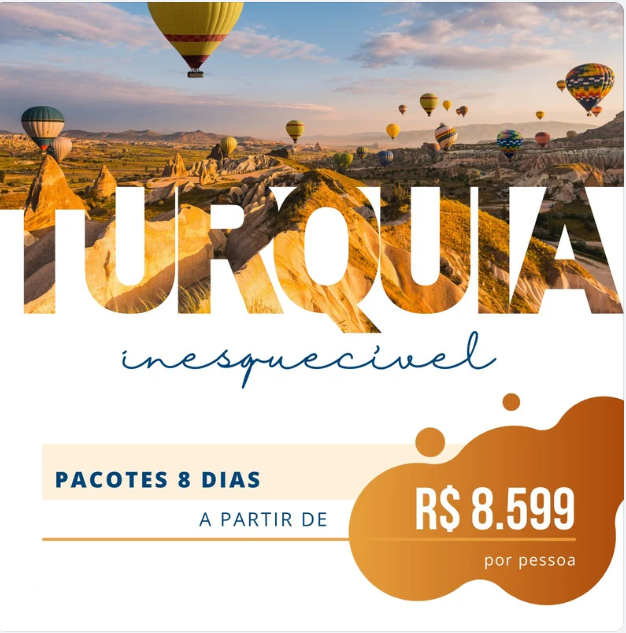 TURQUIA
inesquecível
PACOTES 8 DIAS
A PARTIR DE
R$ 8.599
por pessoa